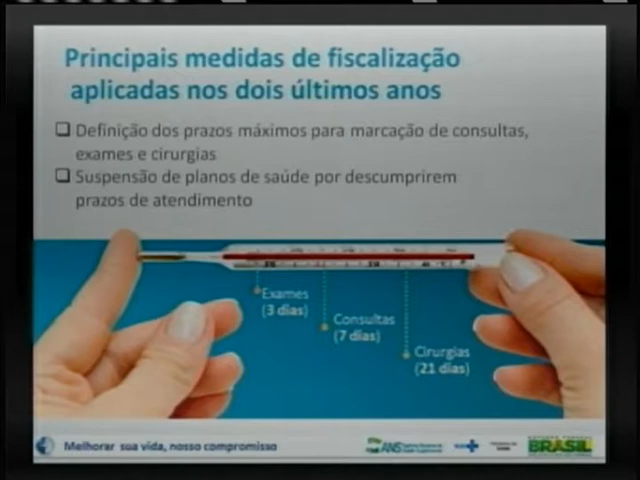 Principais medidas de fiscalização
aplicadas nos dois últimos anos
Definição dos prazos máximos para marcação de consultas,
exames e cirurgias
Suspensão de planos de saúde por descumprirem
prazos de atendimento
Exames
(3 dias)
Consultas
(7 dias)
Cirurgias
(21 dias)
Melhorar sua vida, nosso compromisso
ANS
SUS
BRASIL